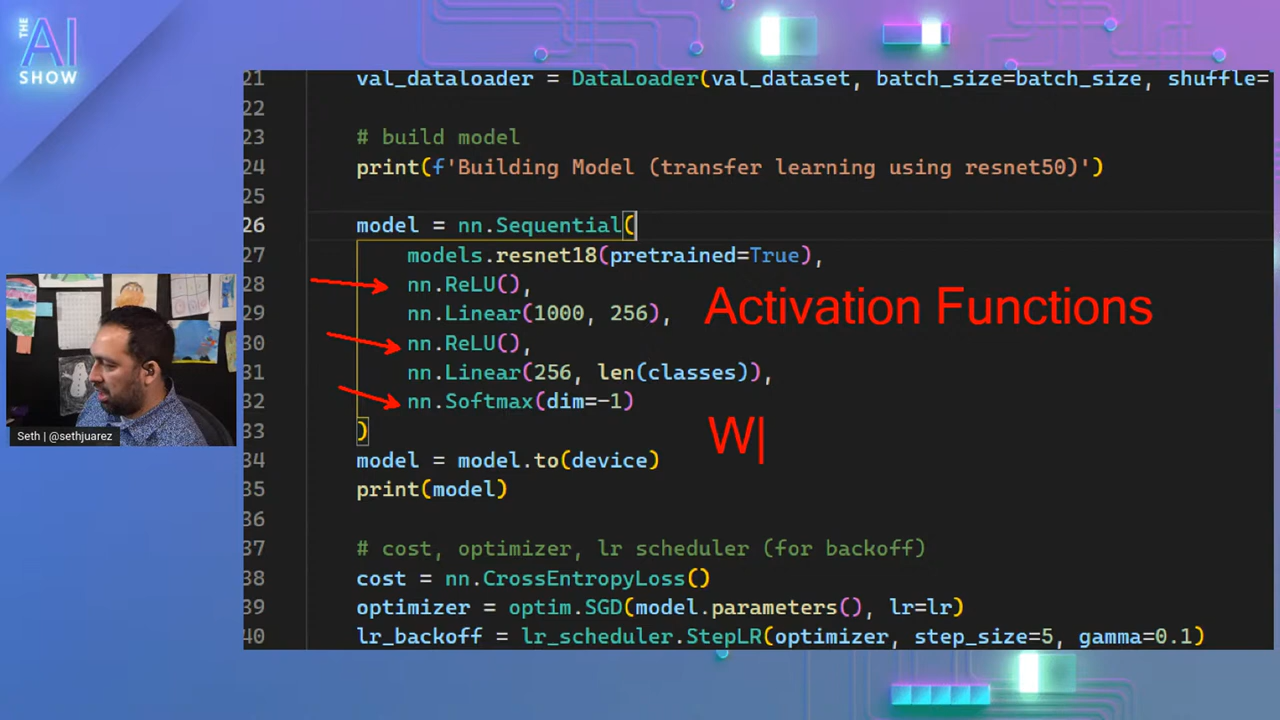 THE
AI
SHOW
21 val_dataloader = DataLoader(val_dataset, batch_size=batch_size, shuffle=
22
23 # build model
24 print(f'Building Model (transfer learning using resnet50)')
25
26 model = nn.Sequential(
27 models.resnet18(pretrained=True),
28 nn.ReLU(),
29 nn.Linear(1000, 256),
Activation Functions
30 nn.ReLU(),
31 nn.Linear(256, len(classes)),
32 nn.Softmax(dim=-1)
33 )
W
34 model = model.to(device)
35 print(model)
36
37 # cost, optimizer, lr scheduler (for backoff)
38 cost = nn.CrossEntropyLoss()
39 optimizer = optim.SGD(model.parameters(), lr=lr)
40 lr_backoff = lr_scheduler.StepLR(optimizer, step_size=5, gamma=0.1)
Seth | @sethjuarez